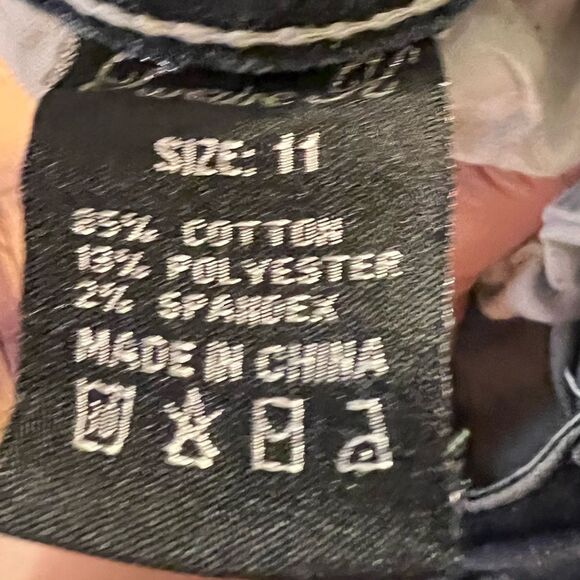 SIZE: 11
85% COTTON
13% POLYESTER
2% SPANDEX
MADE IN CHINA